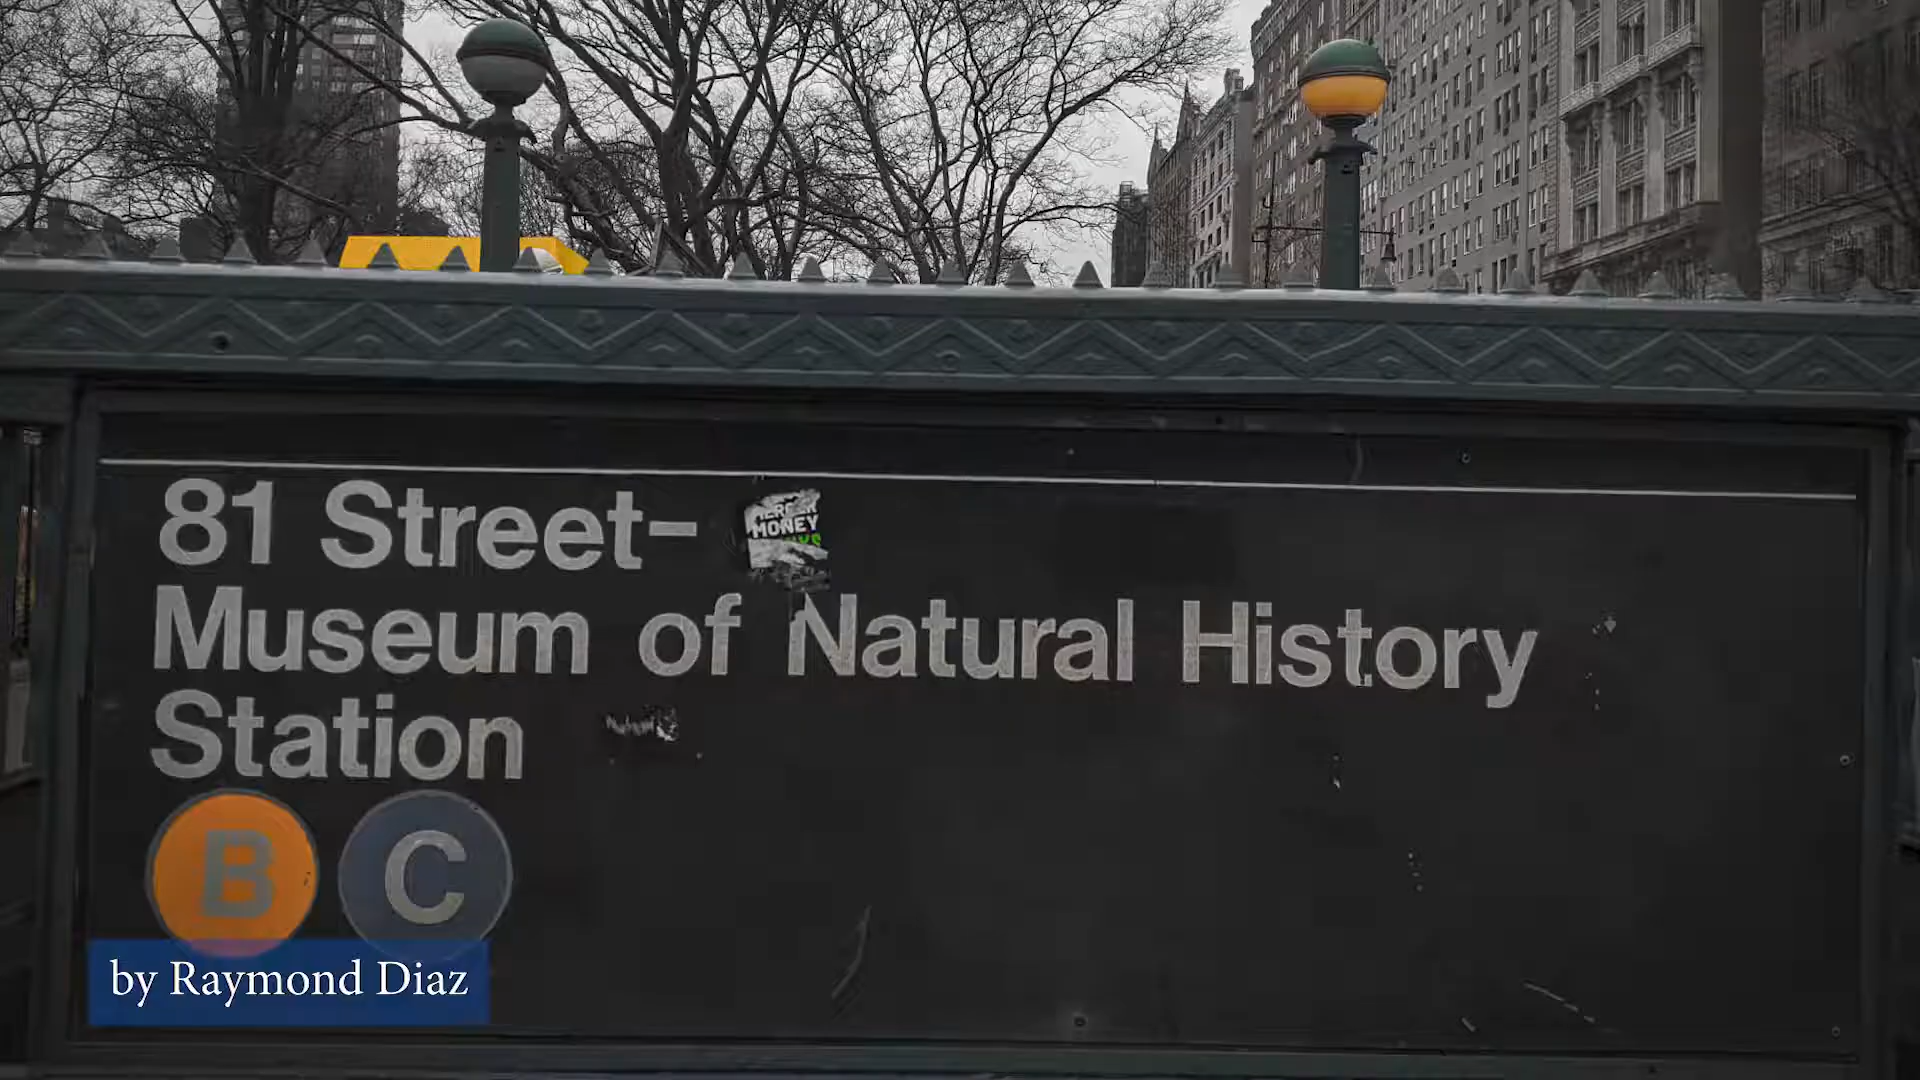 81 Street-
MONEY
Museum of Natural History
Station
B C
by Raymond Diaz